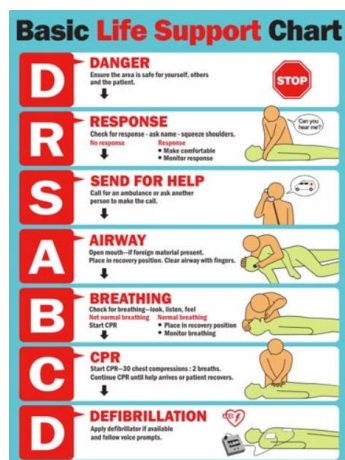 Basic Life Support Chart
D
DANGER
Ensure the area is safe for yourself, others
and the patient.
STOP
R
RESPONSE
Check for response - ask name - squeeze shoulders.
No response
Response
• Make comfortable
• Monitor response
Can you
hear me?
S
SEND FOR HELP
Call for an ambulance or ask another
person to make the call.
A
AIRWAY
Open mouth–if foreign material present.
Place in recovery position. Clear airway with fingers.
B
BREATHING
Check for breathing–look, listen, feel
Not normal breathing
Start CPR
Normal breathing
• Place in recovery position
• Monitor breathing
C
CPR
Start CPR–30 chest compressions : 2 breaths.
Continue CPR until help arrives or patient recovers.
D
DEFIBRILLATION
Apply defibrillator if available
and follow voice prompts.